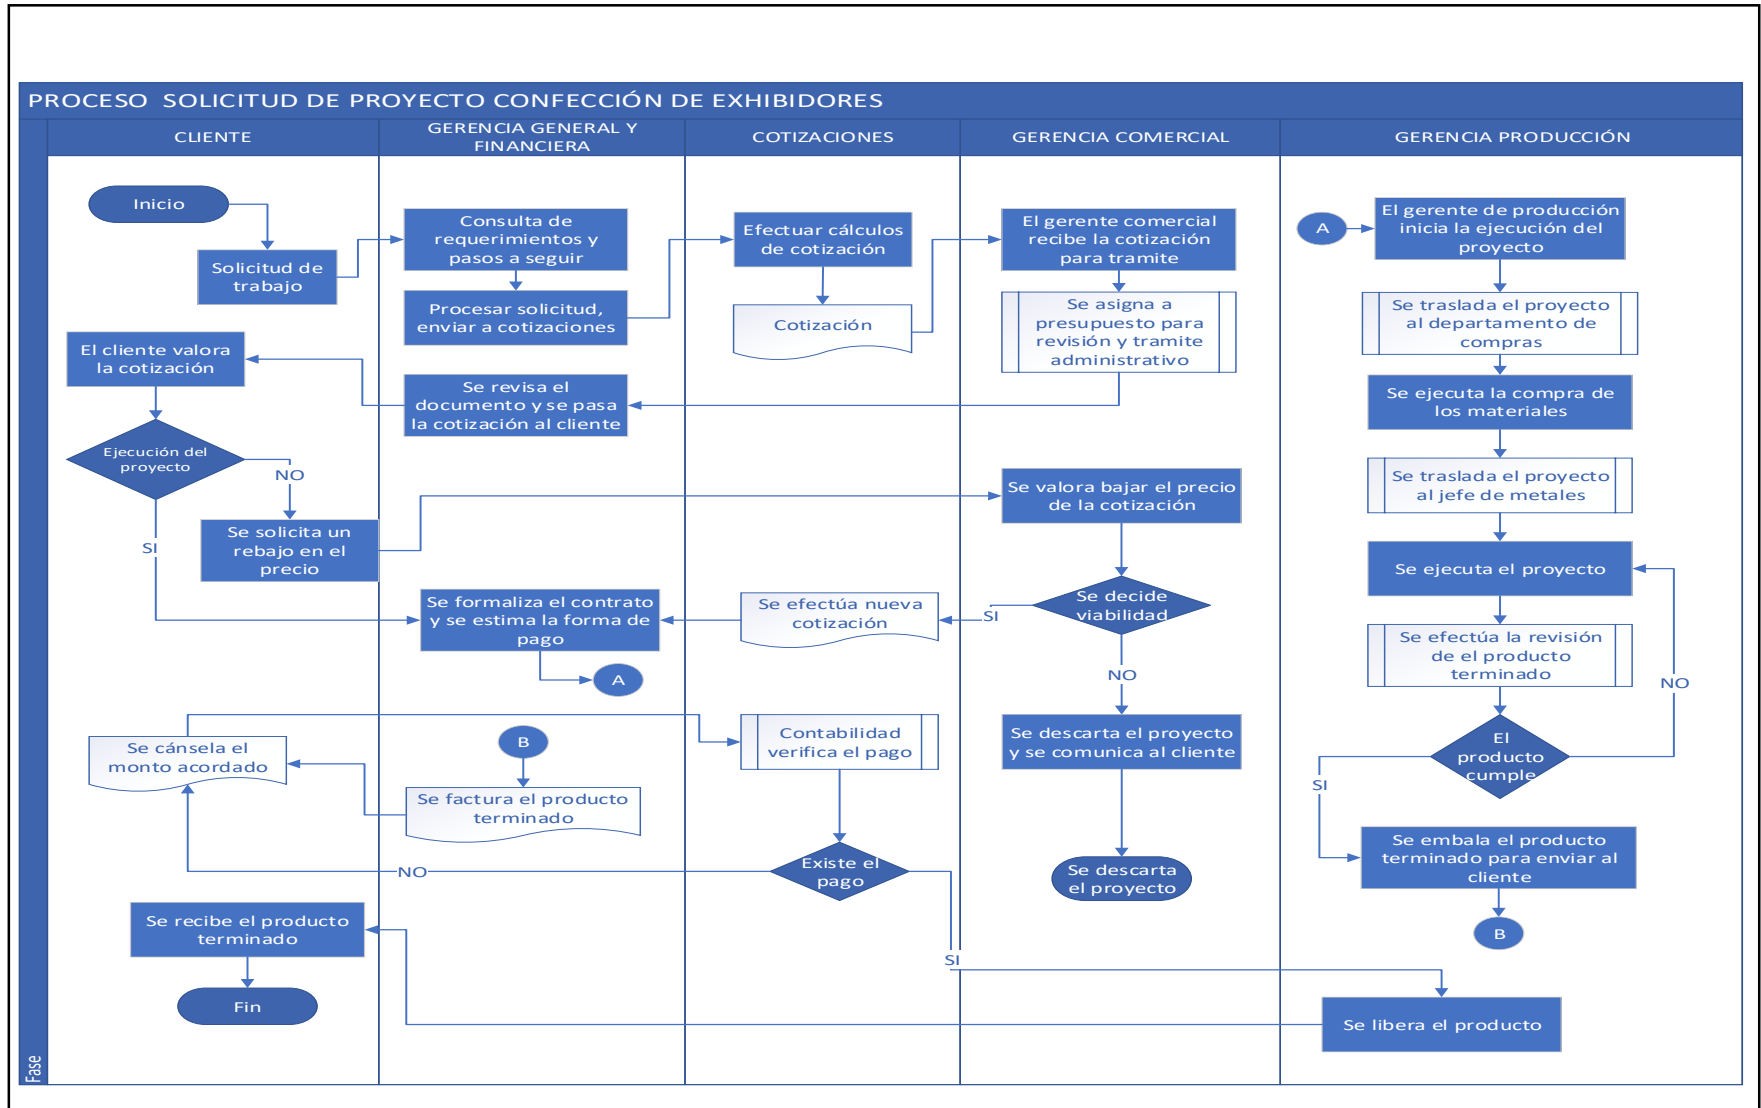 PROCESO SOLICITUD DE PROYECTO CONFECCIÓN DE EXHIBIDORES
Fase
CLIENTE
GERENCIA GENERAL Y
FINANCIERA
COTIZACIONES
GERENCIA COMERCIAL
GERENCIA PRODUCCIÓN
Inicio
Solicitud de
trabajo
Consulta de
requerimientos y
pasos a seguir
Procesar solicitud,
enviar a cotizaciones
Efectuar cálculos
de cotización
Cotización
El gerente comercial
recibe la cotización
para tramite
Se asigna a
presupuesto para
revisión y tramite
administrativo
Se revisa el
documento y se pasa
la cotización al cliente
El cliente valora
la cotización
Ejecución del
proyecto
NO
SI
Se solicita un
rebajo en el
precio
Se valora bajar el precio
de la cotización
Se decide
viabilidad
SI
NO
Se efectúa nueva
cotización
Se formaliza el contrato
y se estima la forma de
pago
A
Se descarta el proyecto
y se comunica al cliente
Se descarta
el proyecto
A
El gerente de producción
inicia la ejecución del
proyecto
Se traslada el proyecto
al departamento de
compras
Se ejecuta la compra de
los materiales
Se traslada el proyecto
al jefe de metales
Se ejecuta el proyecto
Se efectúa la revisión
de el producto
terminado
El
producto
cumple
NO
SI
Se embala el producto
terminado para enviar al
cliente
B
B
Se factura el producto
terminado
Se cánsela el
monto acordado
Contabilidad
verifica el pago
Existe el
pago
NO
SI
Se libera el producto
Se recibe el producto
terminado
Fin